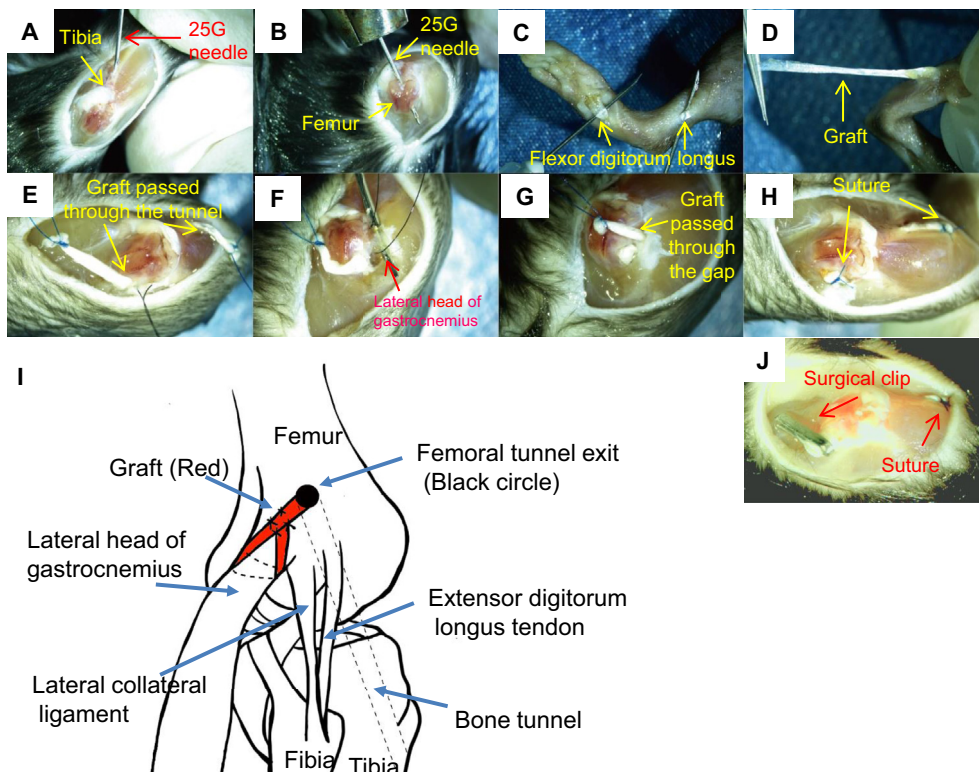 A
Tibia
25G
needle
B
25G
needle
Femur
C
Flexor digitorum longus
D
Graft
E
Graft passed
through the tunnel
F
Lateral head of
gastrocnemius
G
Graft
passed
through
the gap
H
Suture
I
Femur
Graft (Red)
Femoral tunnel exit
(Black circle)
Lateral head of
gastrocnemius
Extensor digitorum
longus tendon
Lateral collateral
ligament
Bone tunnel
Fibia
Tibia
J
Surgical clip
Suture